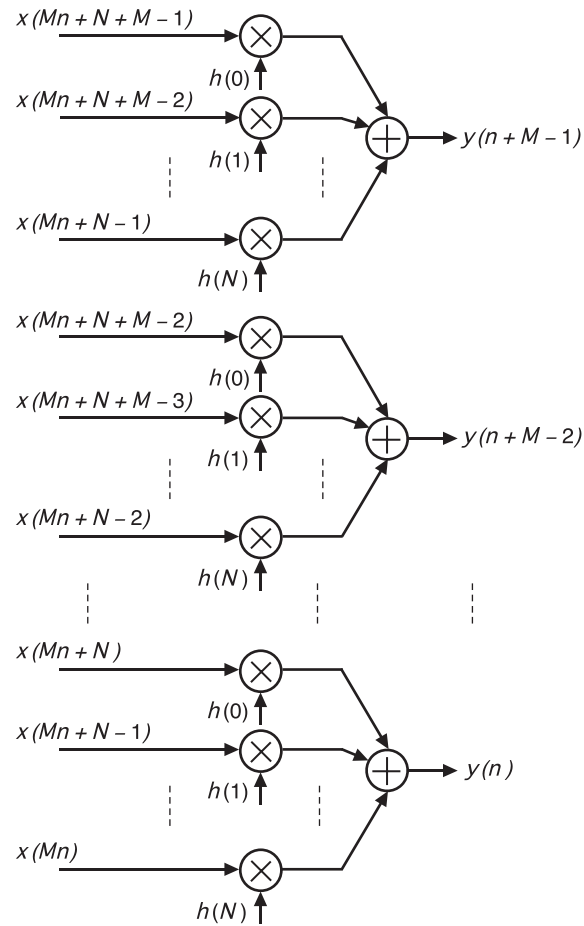 x(Mn + N + M – 1)
h(0)
x(Mn + N + M – 2)
h(1)
y(n + M – 1)
x(Mn + N – 1)
h(N)
x(Mn + N + M – 2)
h(0)
x(Mn + N + M – 3)
h(1)
y(n + M – 2)
x(Mn + N – 2)
h(N)
x(Mn + N)
h(0)
x(Mn + N – 1)
h(1)
y(n)
x(Mn)
h(N)